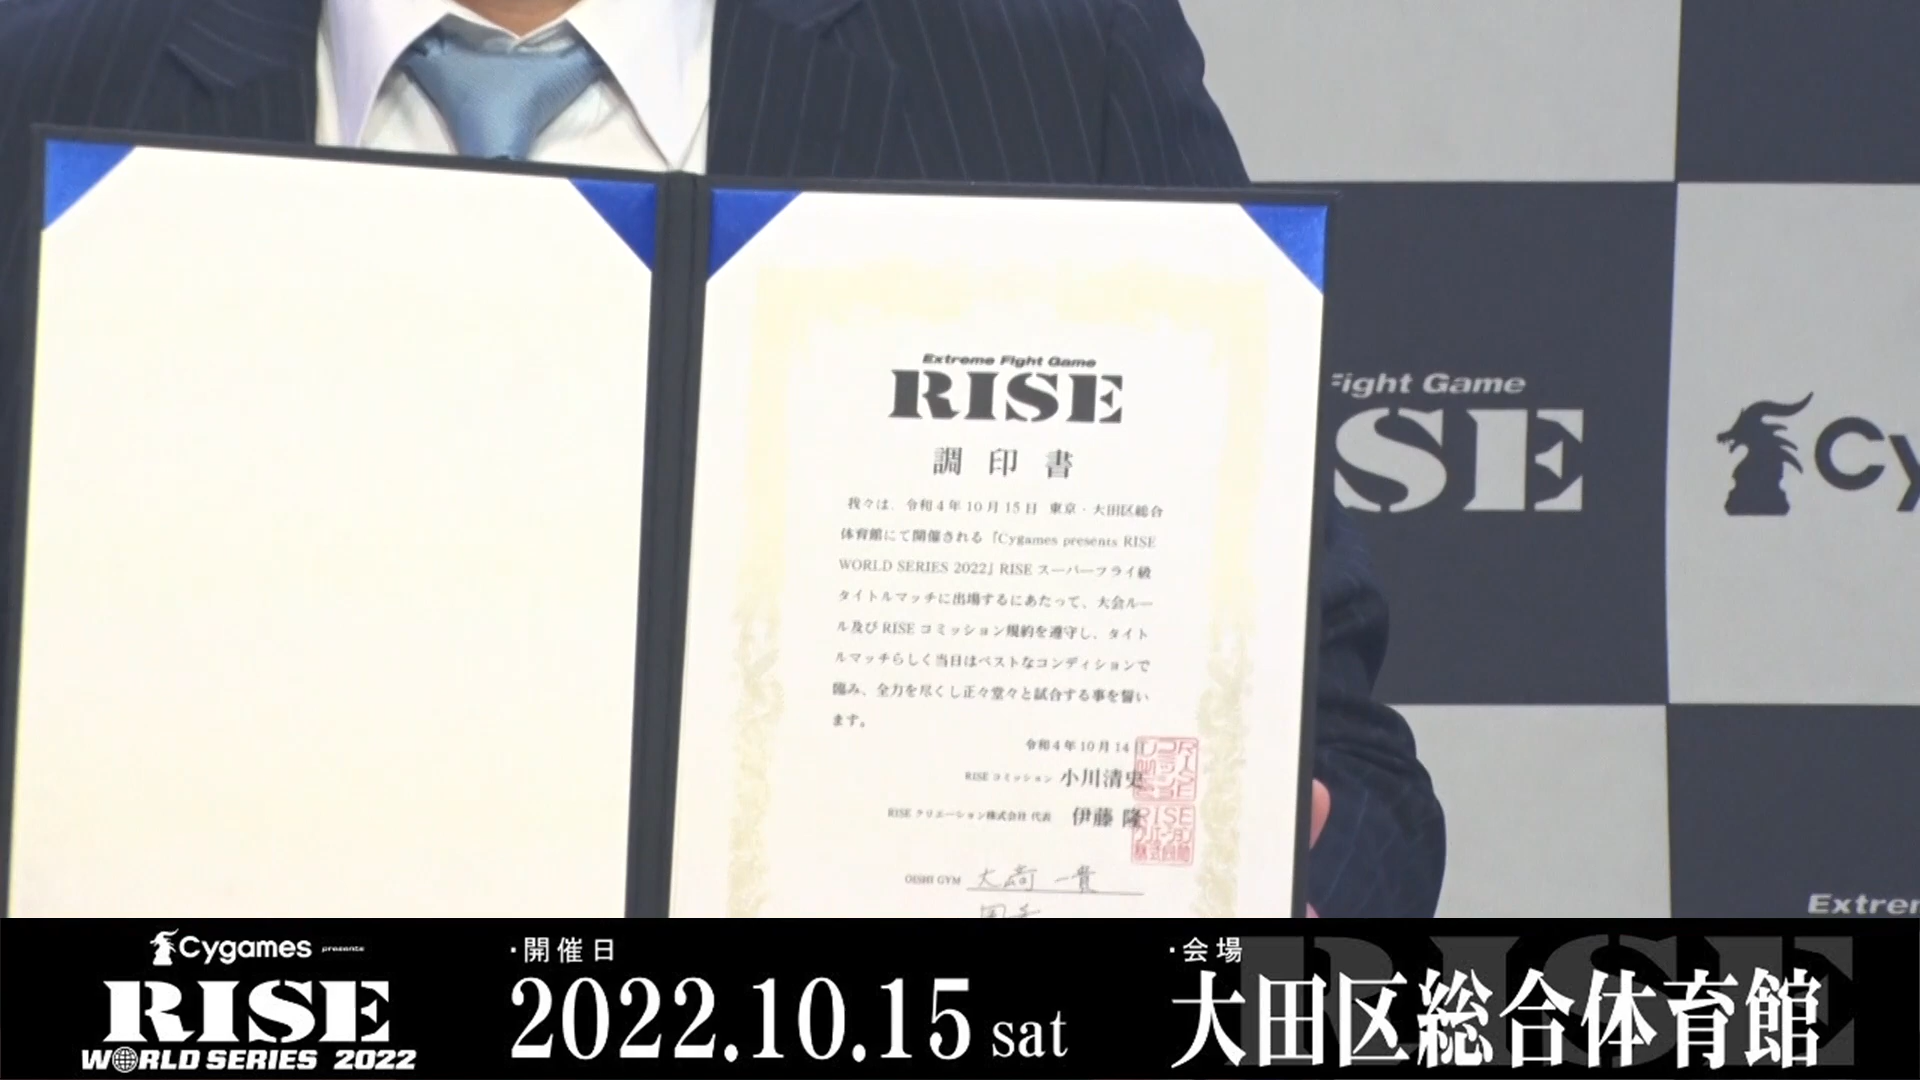 Extreme Fight Game
RISE
調印書
我々は、令和4年10月15日 東京・大田区総合
体育館にて開催される「Cygames presents RISE
WORLD SERIES 2022」RISE スーパーフライ級
タイトルマッチに出場するにあたって、大会ルー
ル及び RISE コミッション規約を遵守し、タイト
ルマッチらしく当日はベストなコンディションで
臨み、全力を尽くし正々堂々と試合する事を誓い
ます。
令和4年10月14日
RISE コミッション 小川清史
RISE クリエーション株式会社 代表 伊藤 隆
RISE
OISHI GYM 大﨑 一貴
Fight Game
ISE
Cy
Extrem
Cygames presents
RISE
WORLD SERIES 2022
・開催日
2022.10.15 sat
・会場
大田区総合体育館
RISE